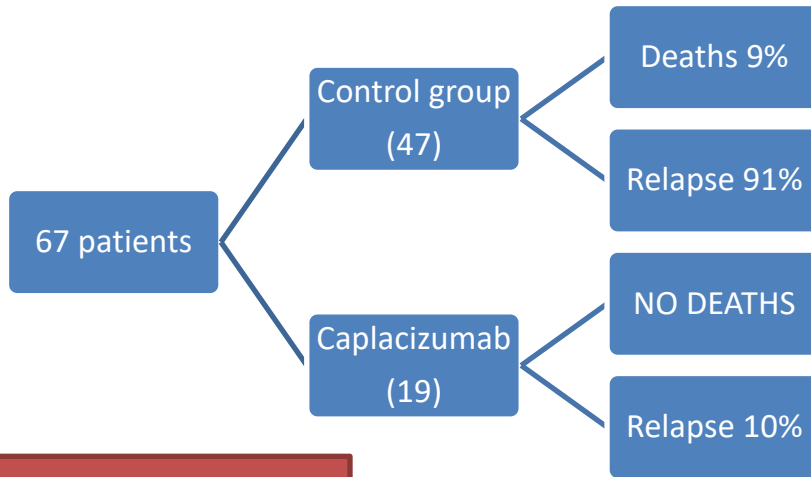 67 patients
Control group
(47)
Deaths 9%
Relapse 91%
Caplacizumab
(19)
NO DEATHS
Relapse 10%